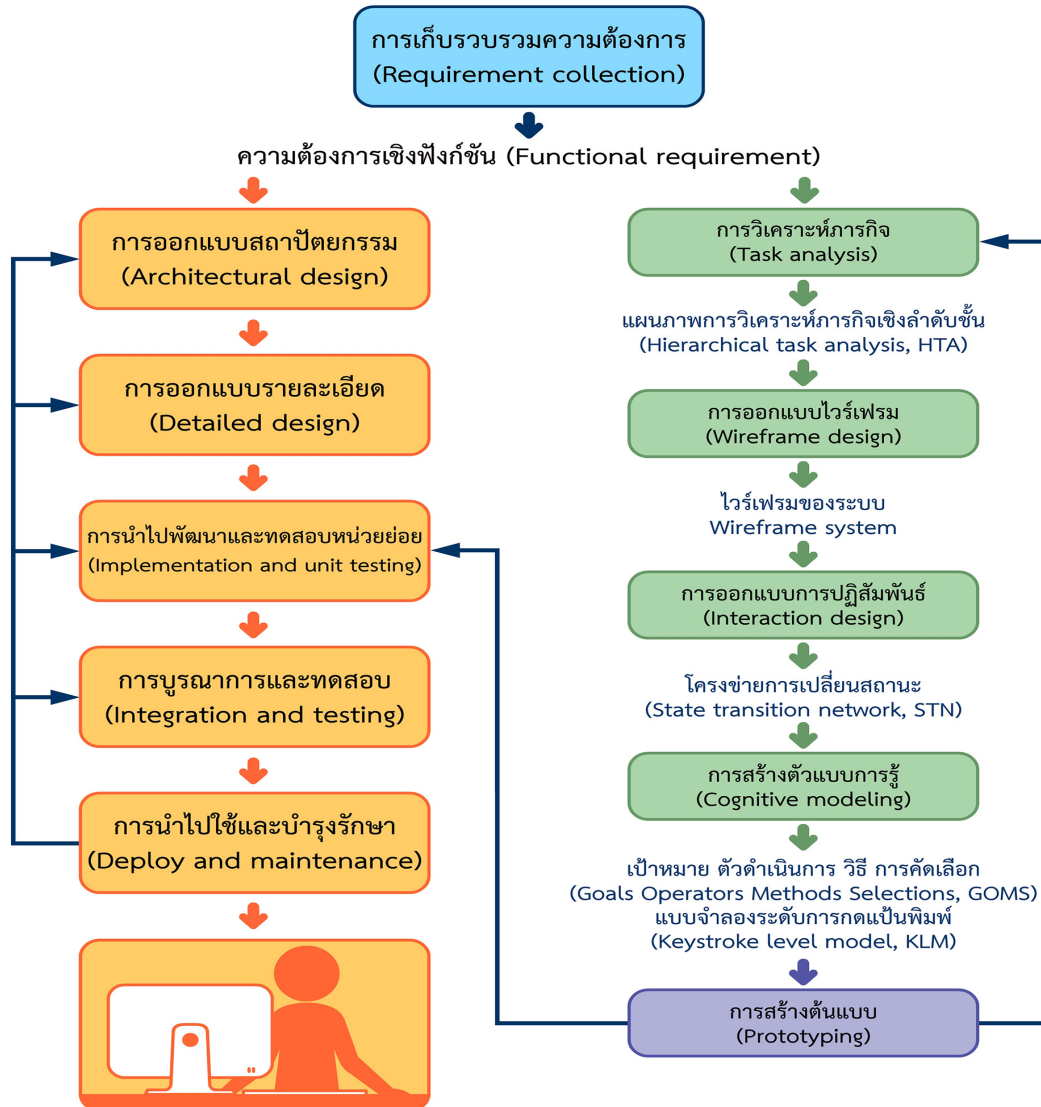 การเก็บรวบรวมความต้องการ
(Requirement collection)
ความต้องการเชิงฟังก์ชัน (Functional requirement)
การออกแบบสถาปัตยกรรม
(Architectural design)
การออกแบบรายละเอียด
(Detailed design)
การนำไปพัฒนาและทดสอบหน่วยย่อย
(Implementation and unit testing)
การบูรณาการและทดสอบ
(Integration and testing)
การนำไปใช้และบำรุงรักษา
(Deploy and maintenance)
การวิเคราะห์ภารกิจ
(Task analysis)
แผนภาพการวิเคราะห์ภารกิจเชิงลำดับชั้น
(Hierarchical task analysis, HTA)
การออกแบบไวร์เฟรม
(Wireframe design)
ไวร์เฟรมของระบบ
Wireframe system
การออกแบบการปฏิสัมพันธ์
(Interaction design)
โครงข่ายการเปลี่ยนสถานะ
(State transition network, STN)
การสร้างตัวแบบการรู้
(Cognitive modeling)
เป้าหมาย ตัวดำเนินการ วิธี การคัดเลือก
(Goals Operators Methods Selections, GOMS)
แบบจำลองระดับการกดแป้นพิมพ์
(Keystroke level model, KLM)
การสร้างต้นแบบ
(Prototyping)